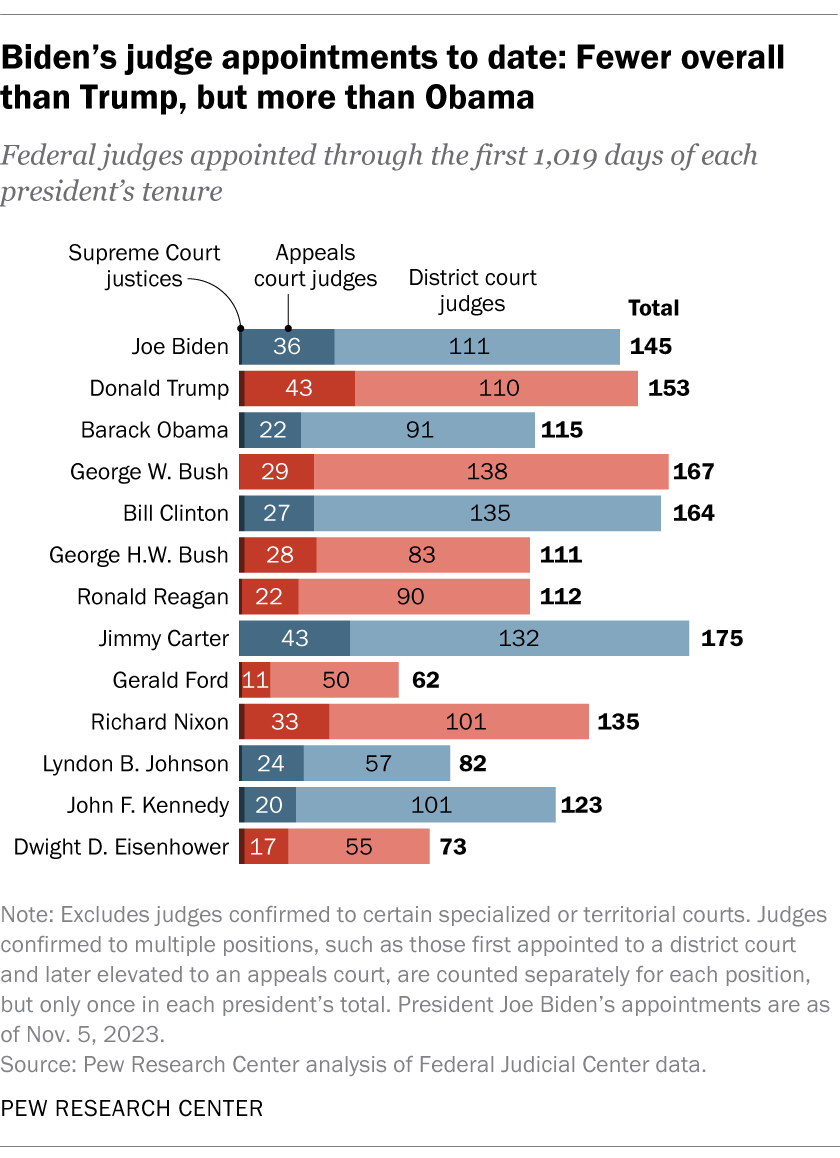 Biden's judge appointments to date: Fewer overall
than Trump, but more than Obama
Federal judges appointed through the first 1,019 days of each
president's tenure
Supreme Court
justices
Appeals
court judges
District court
judges
Total
Joe Biden 36 111 145
Donald Trump 43 110 153
Barack Obama 22 91 115
George W. Bush 29 138 167
Bill Clinton 27 135 164
George H.W. Bush 28 83 111
Ronald Reagan 22 90 112
Jimmy Carter 43 132 175
Gerald Ford 11 50 62
Richard Nixon 33 101 135
Lyndon B. Johnson 24 57 82
John F. Kennedy 20 101 123
Dwight D. Eisenhower 17 55 73
Note: Excludes judges confirmed to certain specialized or territorial courts. Judges
confirmed to multiple positions, such as those first appointed to a district court
and later elevated to an appeals court, are counted separately for each position,
but only once in each president's total. President Joe Biden's appointments are as
of Nov. 5, 2023.
Source: Pew Research Center analysis of Federal Judicial Center data.
PEW RESEARCH CENTER